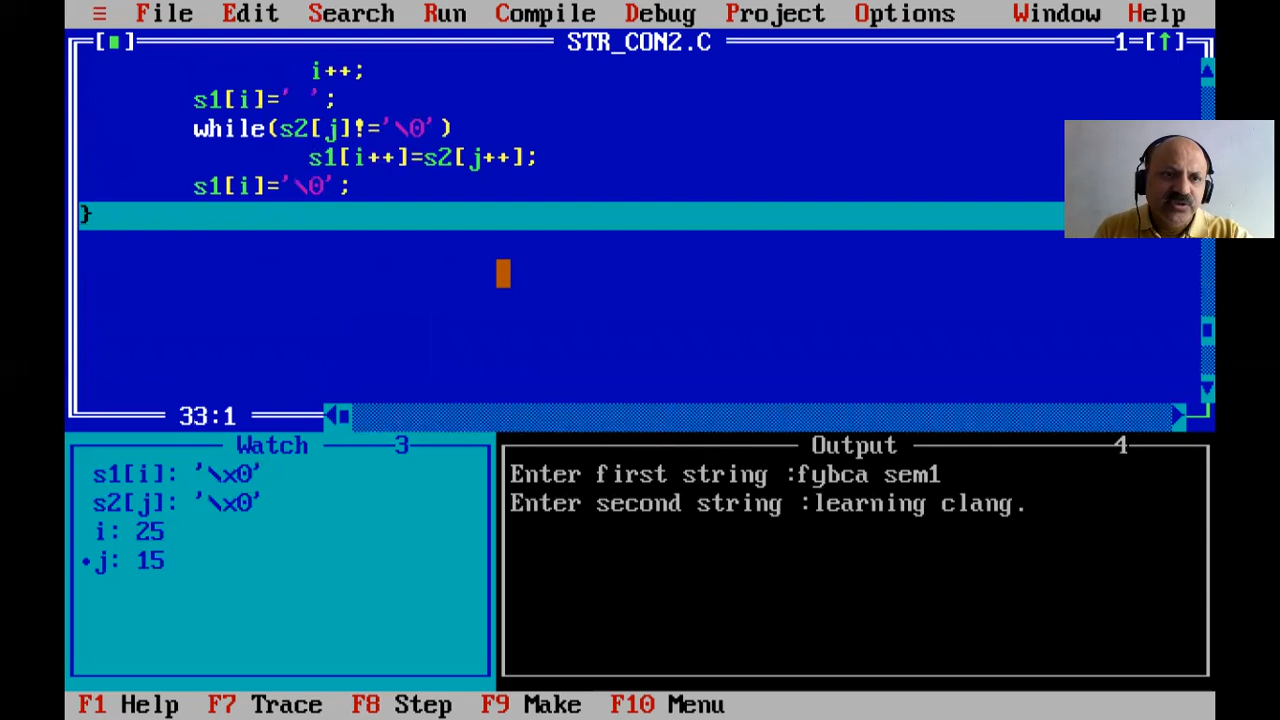 ≡ File Edit Search Run Compile Debug Project Options Window Help
[■] STR_CON2.C 1=[↑]
i++;
s1[i]=' ';
while(s2[j]!='\0')
s1[i++]=s2[j++];
s1[i]='\0';
}
33:1
Watch 3
s1[i]: '\x0'
s2[j]: '\x0'
i: 25
•j: 15
Output 4
Enter first string :fybca sem1
Enter second string :learning clang.
F1 Help F7 Trace F8 Step F9 Make F10 Menu